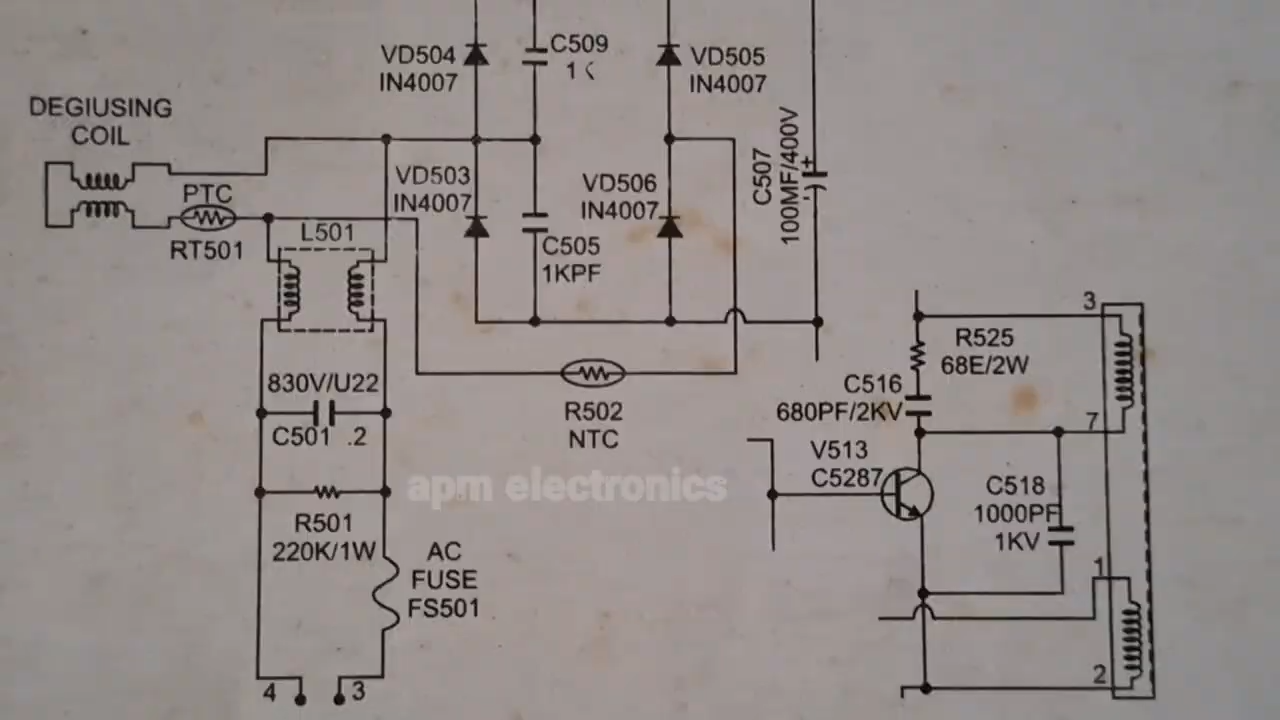 VD504
IN4007
C509
VD505
IN4007
DEGIUSING
COIL
PTC
RT501
L501
VD503
IN4007
C505
1KPF
VD506
IN4007
C507
100MF/400V
+
-
830V/U22
C501 .2
R502
NTC
R501
220K/1W
AC
FUSE
FS501
4
3
apm electronics
3
R525
68E/2W
C516
680PF/2KV
7
V513
C5287
C518
1000PF
1KV
1
2